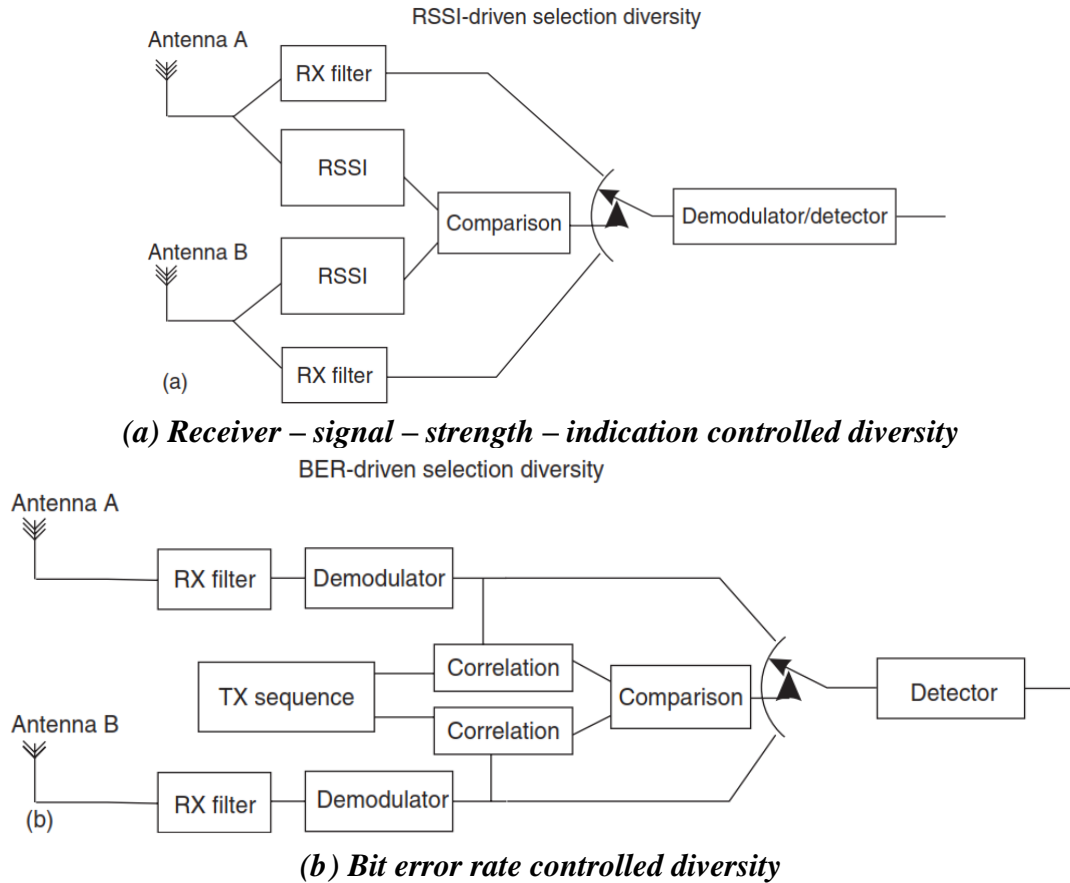 RSSI-driven selection diversity
Antenna A
RX filter
RSSI
Comparison
Demodulator/detector
Antenna B
RSSI
RX filter
(a)
(a) Receiver – signal – strength – indication controlled diversity
BER-driven selection diversity
Antenna A
RX filter
Demodulator
Correlation
TX sequence
Comparison
Detector
Antenna B
Correlation
RX filter
Demodulator
(b)
(b) Bit error rate controlled diversity